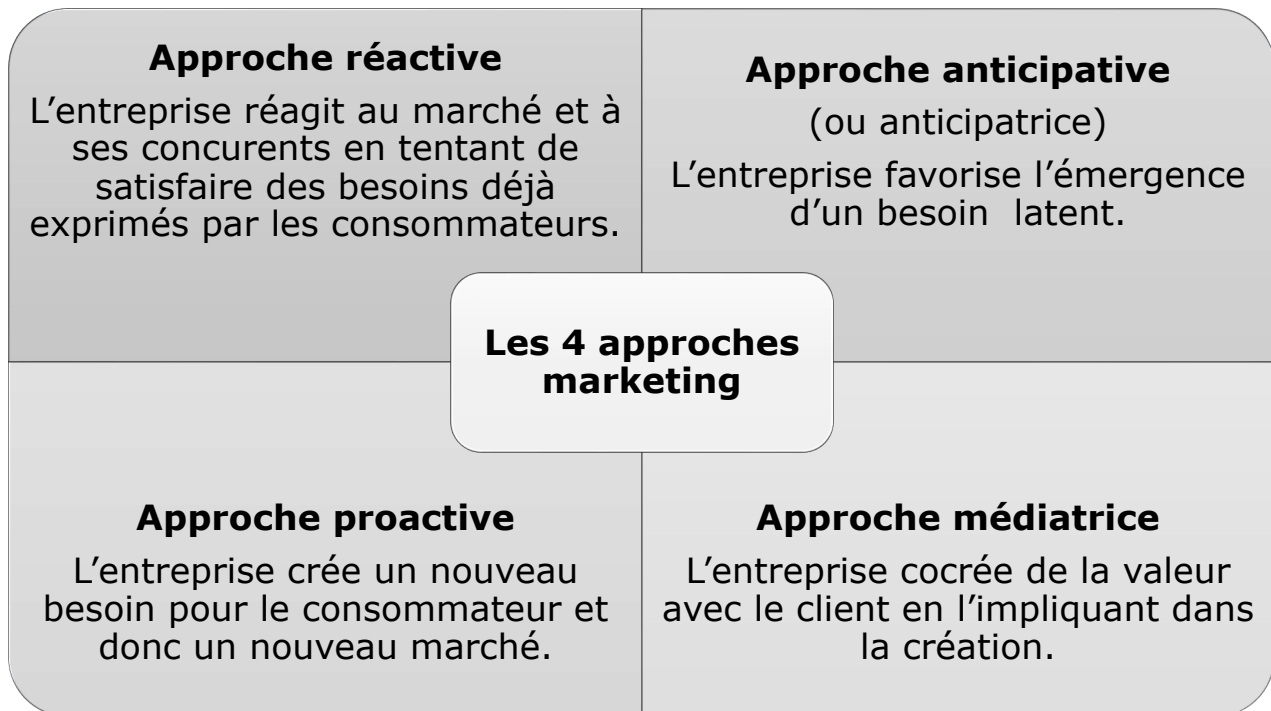 Approche réactive
L’entreprise réagit au marché et à
ses concurents en tentant de
satisfaire des besoins déjà
exprimés par les consommateurs.
Approche anticipative
(ou anticipatrice)
L’entreprise favorise l’émergence
d’un besoin  latent.
Les 4 approches
marketing
Approche proactive
L’entreprise crée un nouveau
besoin pour le consommateur et
donc un nouveau marché.
Approche médiatrice
L’entreprise cocrée de la valeur
avec le client en l’impliquant dans
la création.